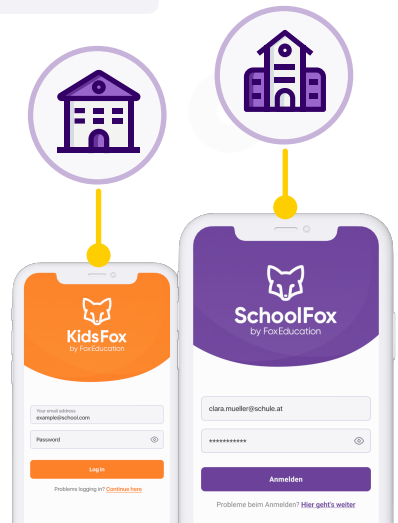 KidsFox
by FoxEducation
Your email address
example@school.com
Password
Log in
Problems logging in? Continue here
SchoolFox
by FoxEducation
clara.mueller@schule.at
***********
Anmelden
Probleme beim Anmelden? Hier geht's weiter